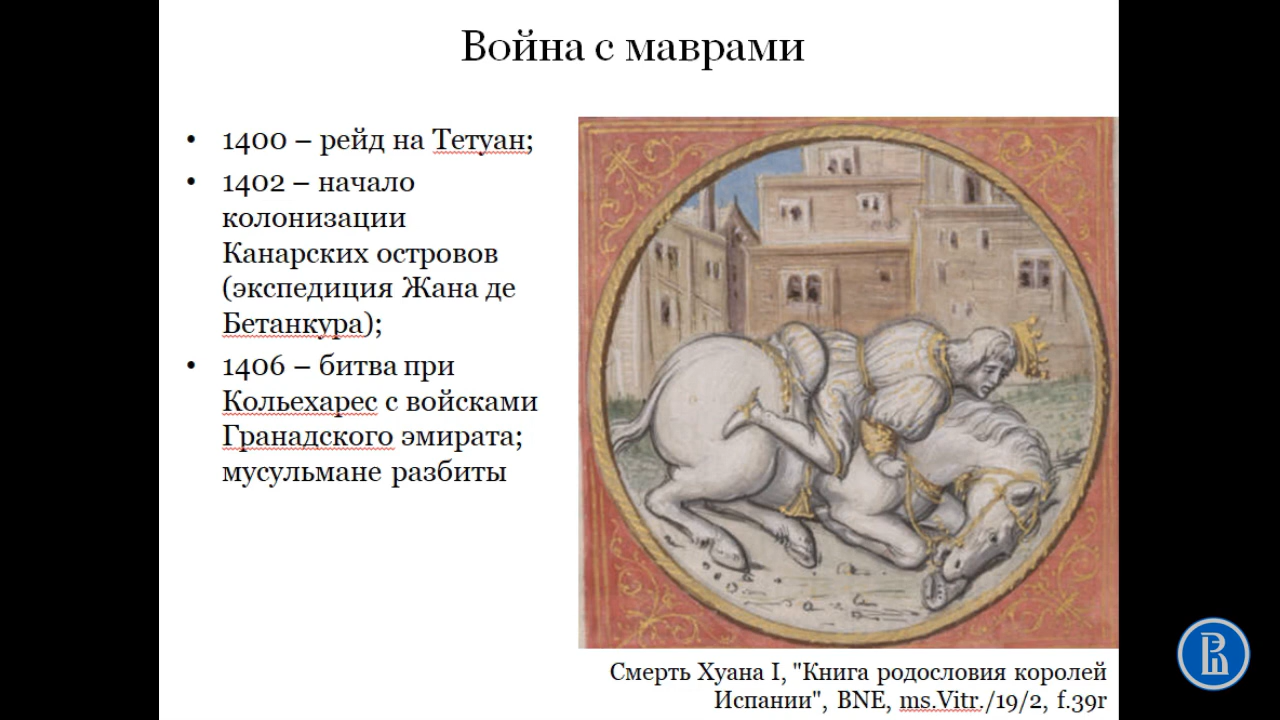 Война с маврами
• 1400 – рейд на Тетуан;
• 1402 – начало
колонизации
Канарских островов
(экспедиция Жана де
Бетанкура);
• 1406 – битва при
Кольехарес с войсками
Гранадского эмирата;
мусульмане разбиты
Смерть Хуана I, "Книга родословия королей
Испании", BNE, ms.Vitr./19/2, f.39r